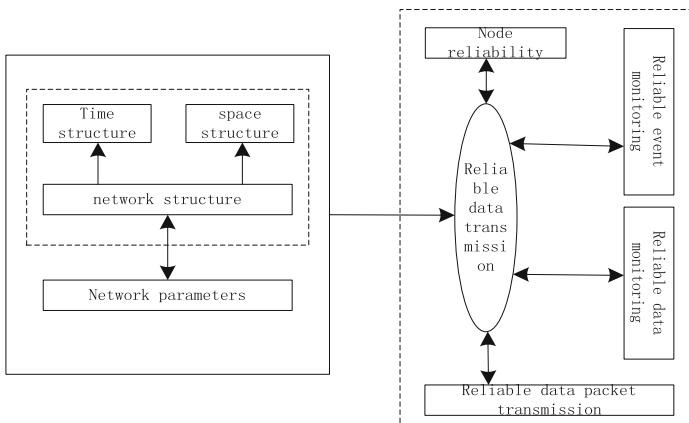 Time
structure
space
structure
network structure
Network parameters
Node
reliability
Relia
ble
data
trans
missi
on
Reliable event
monitoring
Reliable data
monitoring
Reliable data packet
transmission